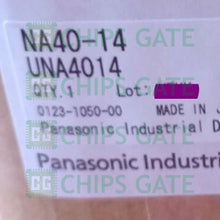 CHIPS GATE
NA40-14
UNA4014
QTY. Lot:
0123-1050-00 MADE IN
Panasonic Industrial D
CHIPS GATE
Panasonic Industri
CHIPS GATE